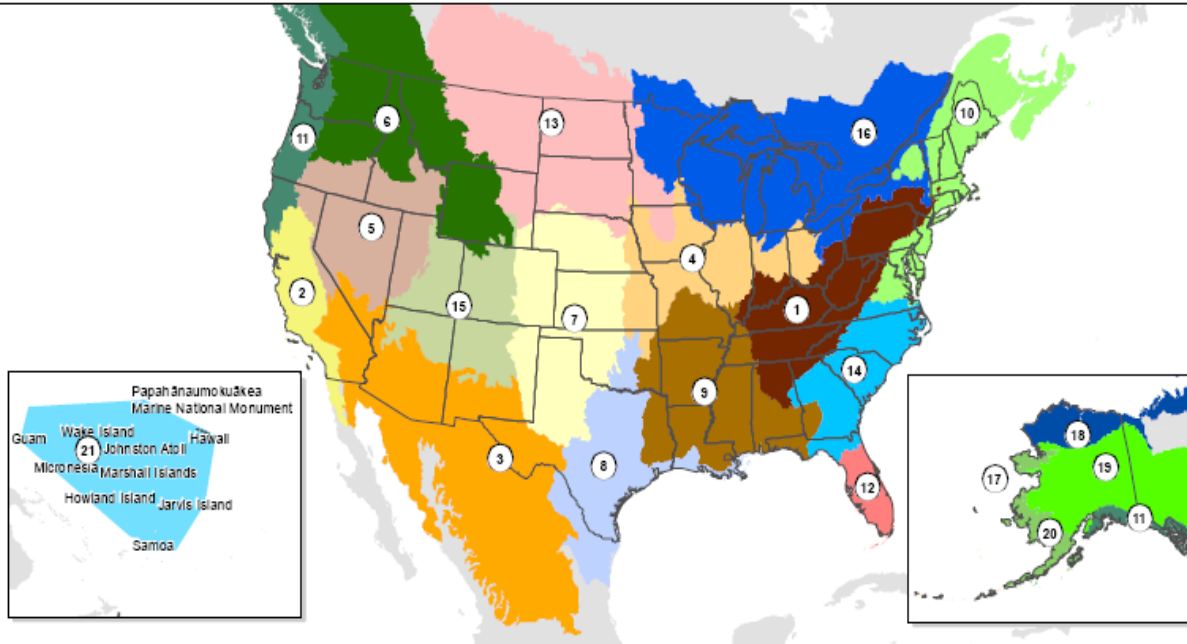 16
10
13
6
11
5
4
2
15
1
7
14
9
3
8
12
Papahānaumokuākea
Marine National Monument
Wake Island
Guam
Hawaii
21
Johnston Atoll
Micronesia
Marshall Islands
Howland Island
Jarvis Island
Samoa
18
19
17
11
20